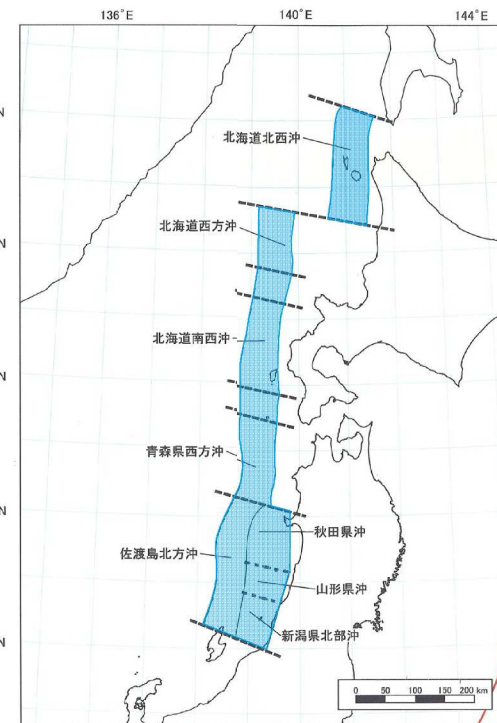 136˚E
140˚E
144˚E
N
北海道北西沖
北海道西方沖
N
北海道南西沖
N
青森県西方沖
N
秋田県沖
佐渡島北方沖
山形県沖
新潟県北部沖
N
0 50 100 150 200 km